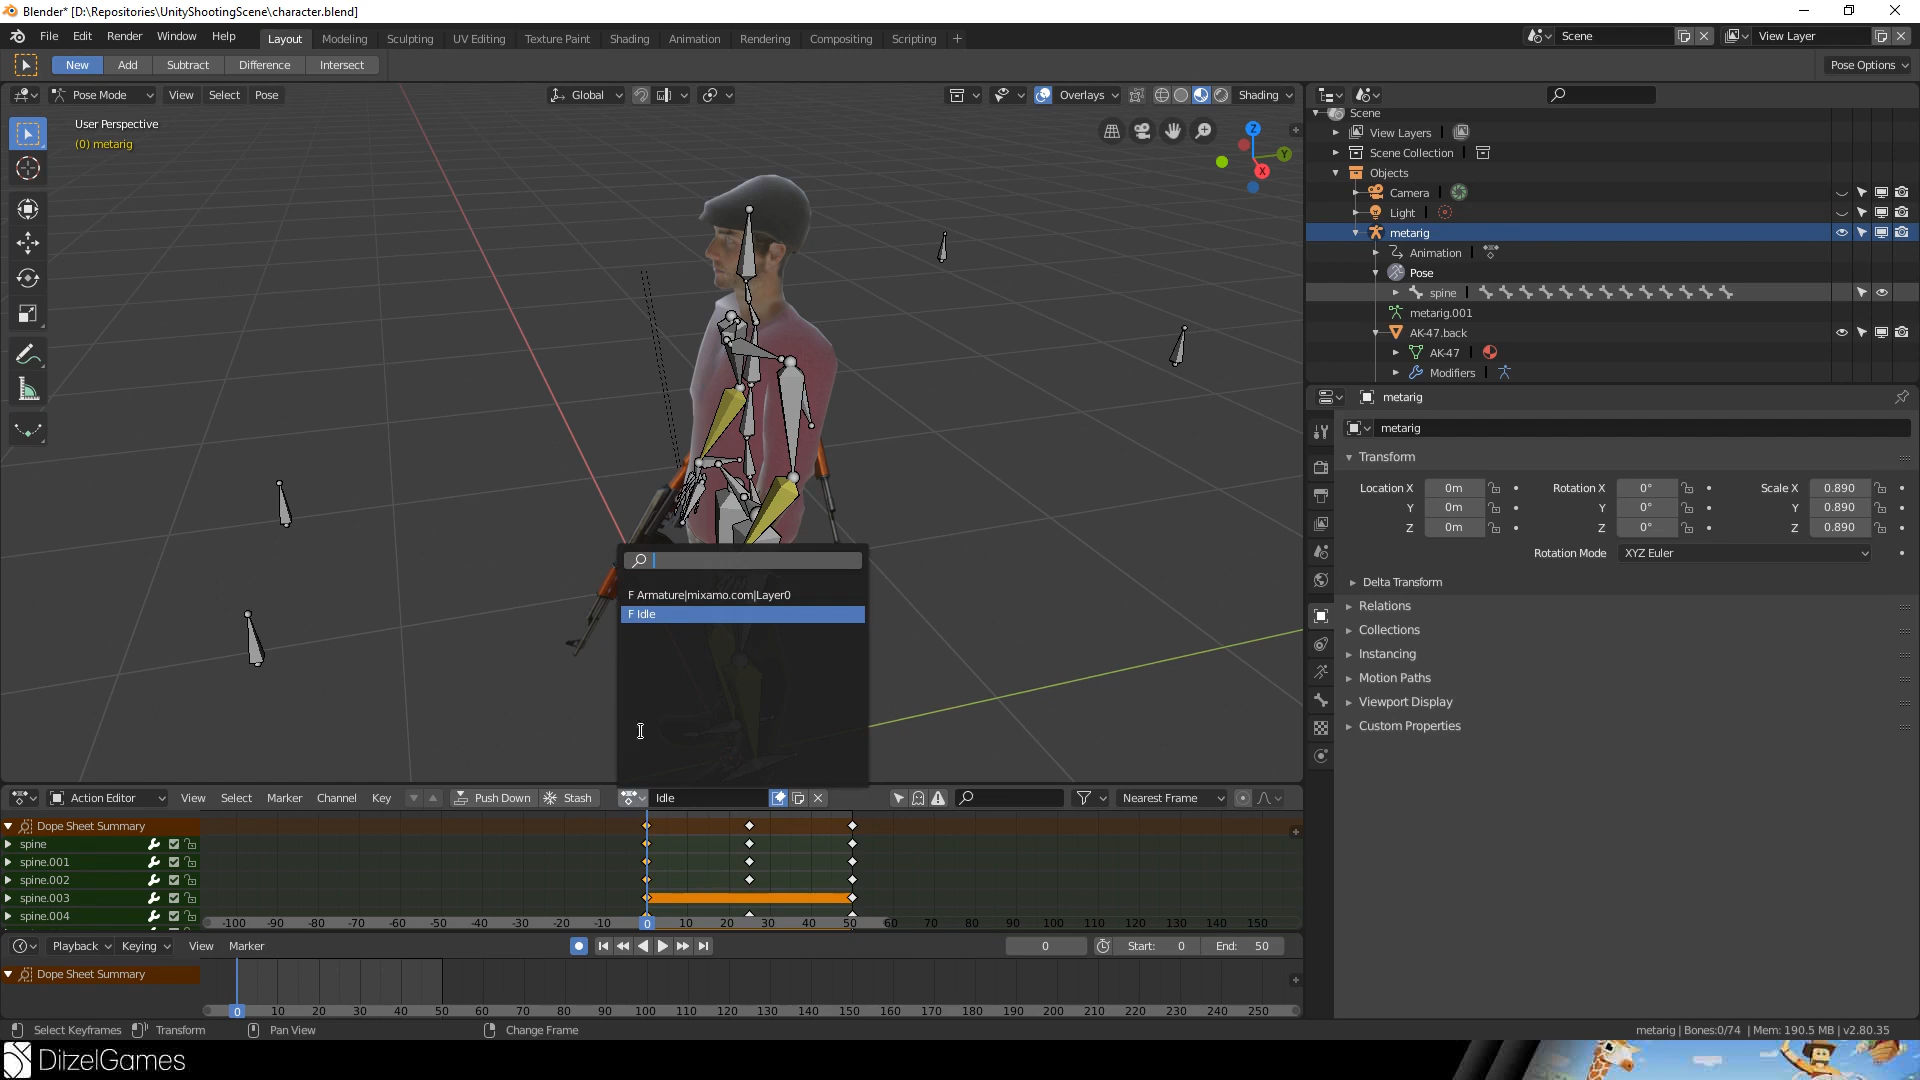 Blender* [D:\Repositories\UnityShootingScene\character.blend]
File Edit Render Window Help
Layout Modeling Sculpting UV Editing Texture Paint Shading Animation Rendering Compositing Scripting +
Scene
View Layer
New Add Subtract Difference Intersect
Pose Options
Pose Mode View Select Pose
Global
Overlays
Shading
User Perspective
(0) metarig
Z
Y
X
Scene
View Layers
Scene Collection
Objects
Camera
Light
metarig
Animation
Pose
spine
metarig.001
AK-47.back
AK-47
Modifiers
metarig
metarig
Transform
Location X 0m Rotation X 0° Scale X 0.890
Y 0m Y 0° Y 0.890
Z 0m Z 0° Z 0.890
Rotation Mode XYZ Euler
Delta Transform
Relations
Collections
Instancing
Motion Paths
Viewport Display
Custom Properties
F Armature|mixamo.com|Layer0
F Idle
Action Editor View Select Marker Channel Key Push Down Stash Idle Nearest Frame
Dope Sheet Summary
spine
spine.001
spine.002
spine.003
spine.004
-100 -90 -80 -70 -60 -50 -40 -30 -20 -10 0 10 20 30 40 50 60 70 80 90 100 110 120 130 140 150
Playback Keying View Marker 0 Start: 0 End: 50
Dope Sheet Summary
0 10 20 30 40 50 60 70 80 90 100 110 120 130 140 150 160 170 180 190 200 210 220 230 240 250
Select Keyframes Transform Pan View Change Frame
metarig | Bones:0/74 | Mem: 190.5 MB | v2.80.35
DitzelGames